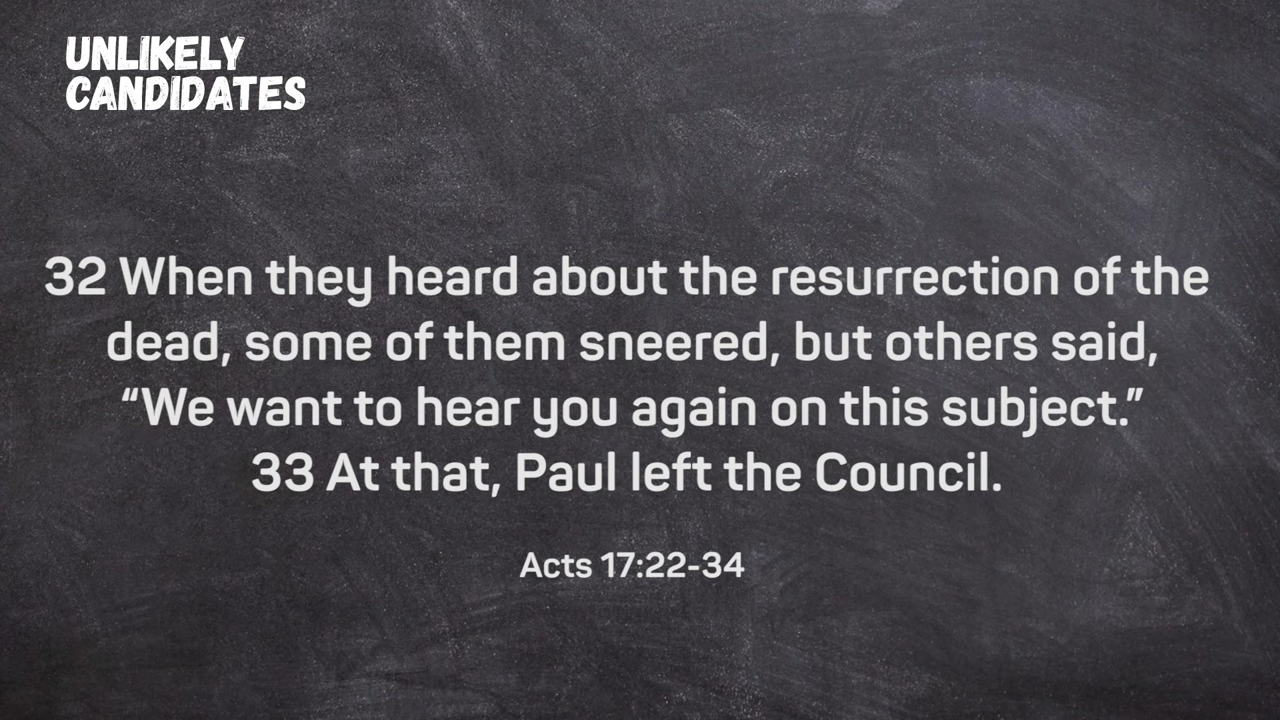 UNLIKELY
CANDIDATES
32 When they heard about the resurrection of the
dead, some of them sneered, but others said,
“We want to hear you again on this subject.”
33 At that, Paul left the Council.
Acts 17:22-34